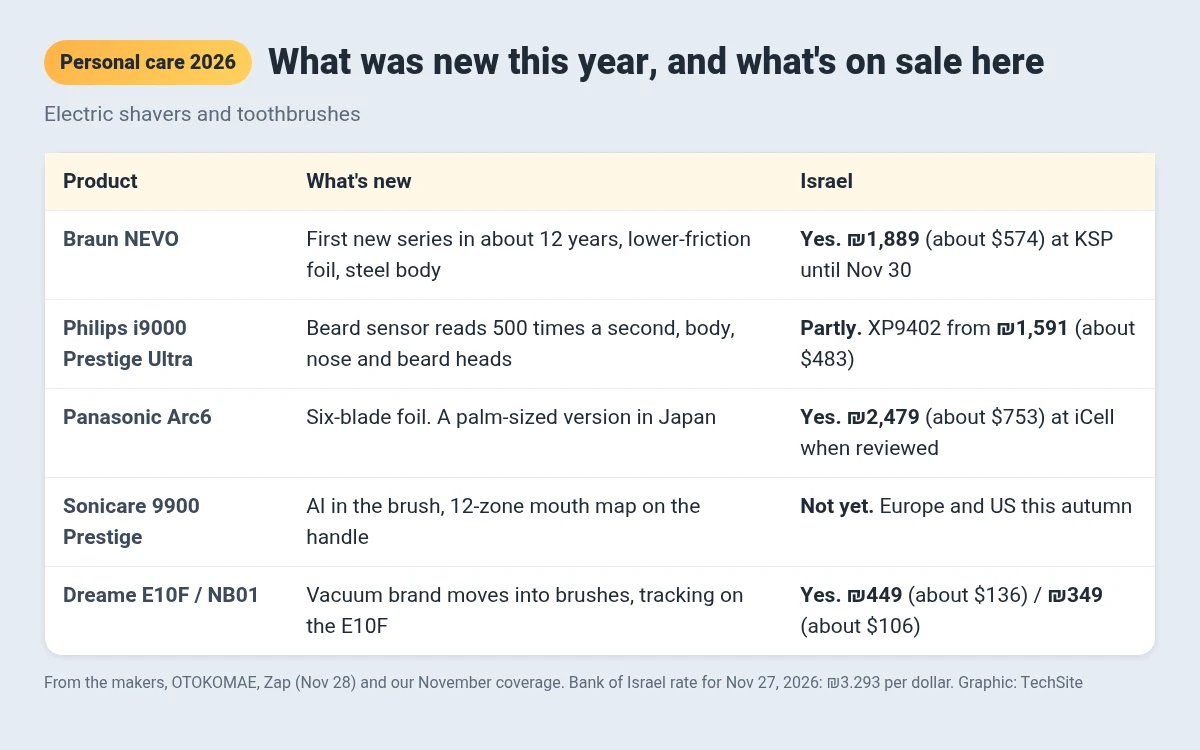 Personal care 2026
What was new this year, and what's on sale here
Electric shavers and toothbrushes
Product
What's new
Israel
Braun NEVO
First new series in about 12 years, lower-friction
foil, steel body
Yes. ₪1,889 (about $574) at KSP
until Nov 30
Philips i9000
Prestige Ultra
Beard sensor reads 500 times a second, body,
nose and beard heads
Partly. XP9402 from ₪1,591 (about
$483)
Panasonic Arc6
Six-blade foil. A palm-sized version in Japan
Yes. ₪2,479 (about $753) at iCell
when reviewed
Sonicare 9900
Prestige
AI in the brush, 12-zone mouth map on the
handle
Not yet. Europe and US this autumn
Dreame E10F / NB01
Vacuum brand moves into brushes, tracking on
the E10F
Yes. ₪449 (about $136) / ₪349
(about $106)
From the makers, OTOKOMAE, Zap (Nov 28) and our November coverage. Bank of Israel rate for Nov 27, 2026: ₪3.293 per dollar. Graphic: TechSite